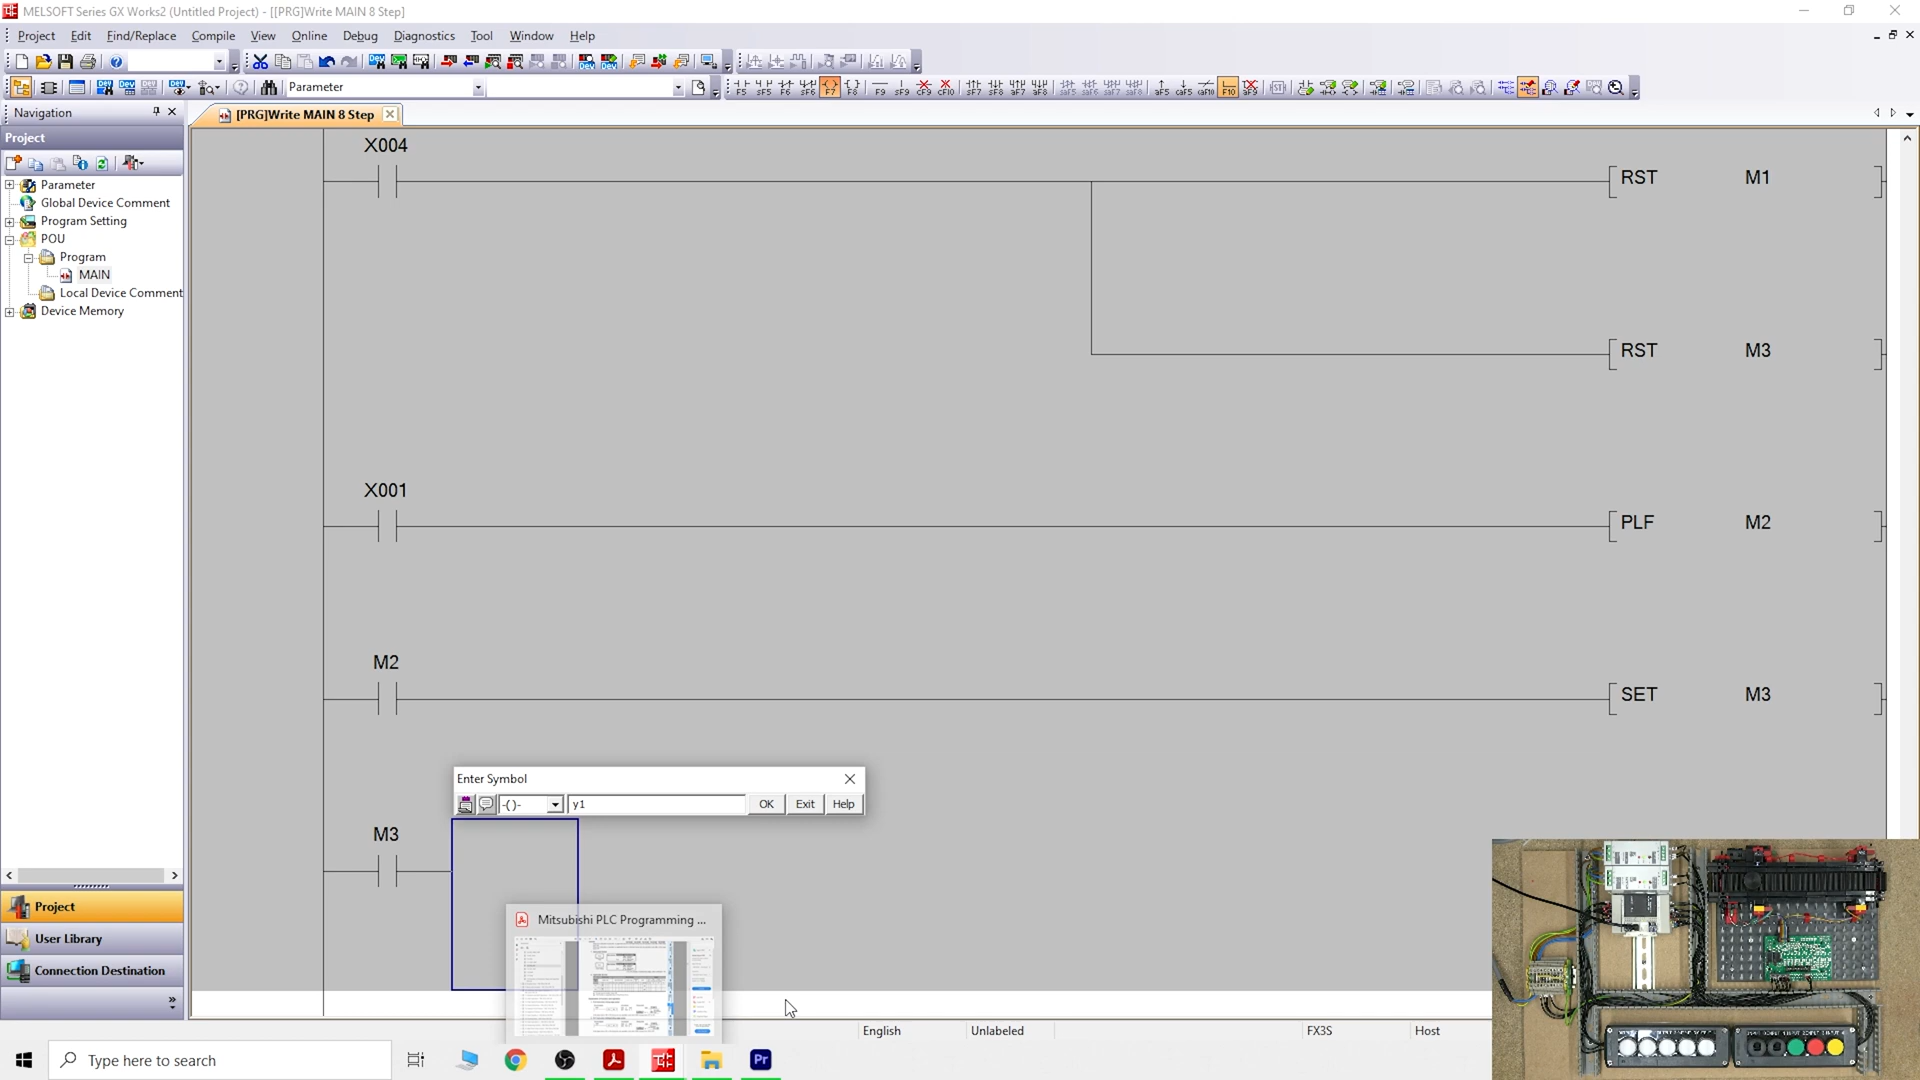 MELSOFT Series GX Works2 (Untitled Project) - [[PRG]Write MAIN 8 Step]
Project Edit Find/Replace Compile View Online Debug Diagnostics Tool Window Help
Parameter
Navigation
[PRG]Write MAIN 8 Step
Project
Parameter
Global Device Comment
Program Setting
POU
Program
MAIN
Local Device Comment
Device Memory
X004
RST M1
RST M3
X001
PLF M2
M2
SET M3
Enter Symbol
-()- y1 OK Exit Help
M3
Project
User Library
Connection Destination
Mitsubishi PLC Programming ...
English Unlabeled FX3S Host
Type here to search
Pr